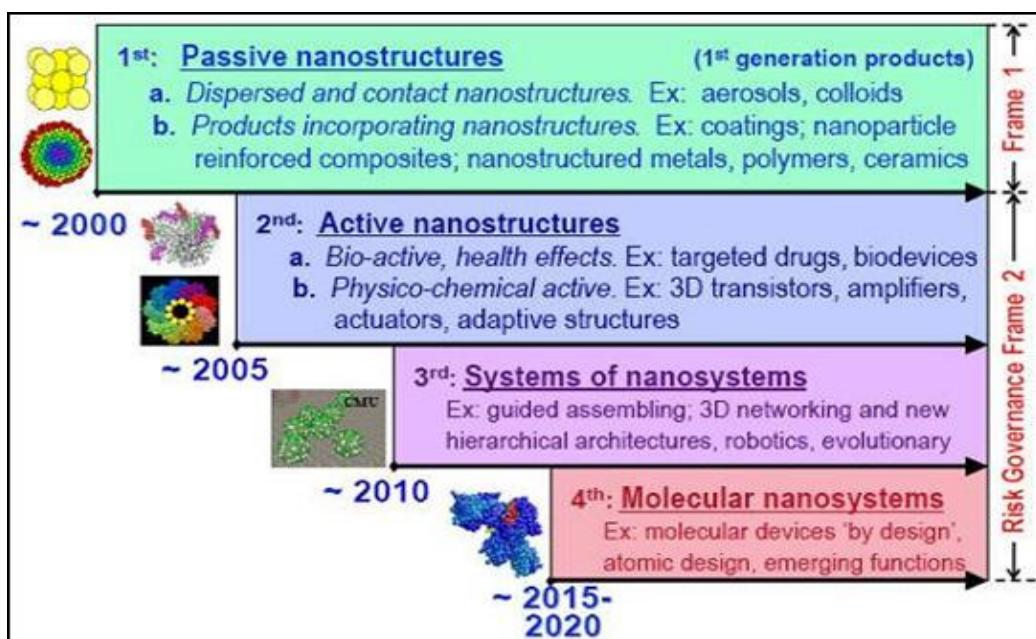 1st: Passive nanostructures (1st generation products)
a. Dispersed and contact nanostructures. Ex: aerosols, colloids
b. Products incorporating nanostructures. Ex: coatings; nanoparticle
reinforced composites; nanostructured metals, polymers, ceramics
~ 2000
2nd: Active nanostructures
a. Bio-active, health effects. Ex: targeted drugs, biodevices
b. Physico-chemical active. Ex: 3D transistors, amplifiers,
actuators, adaptive structures
~ 2005
CMU
3rd: Systems of nanosystems
Ex: guided assembling; 3D networking and new
hierarchical architectures, robotics, evolutionary
~ 2010
4th: Molecular nanosystems
Ex: molecular devices ‘by design’,
atomic design, emerging functions
~ 2015-
2020
Frame 1
Risk Governance Frame 2